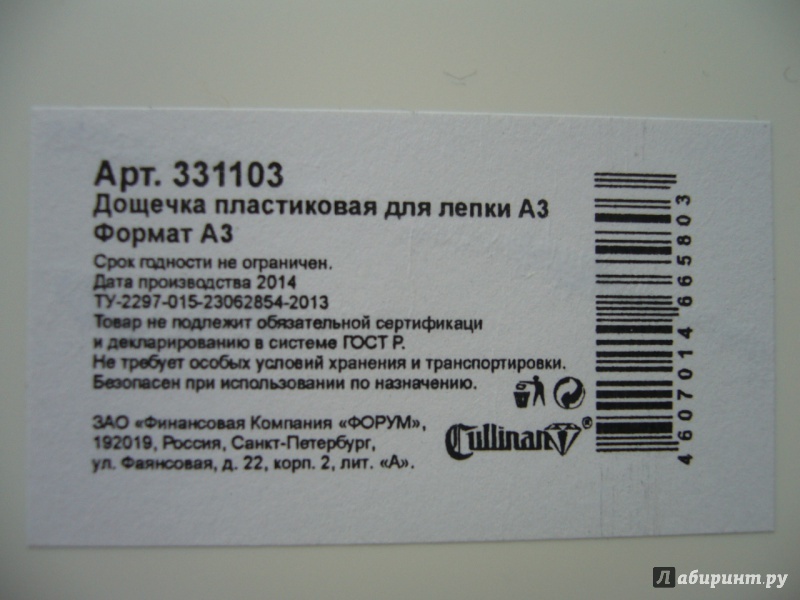 Арт. 331103
Дощечка пластиковая для лепки А3
Формат А3
Срок годности не ограничен.
Дата производства 2014
ТУ-2297-015-23062854-2013
Товар не подлежит обязательной сертификаци
и декларированию в системе ГОСТ Р.
Не требует особых условий хранения и транспортировки.
Безопасен при использовании по назначению.
ЗАО «Финансовая Компания «ФОРУМ»,
192019, Россия, Санкт-Петербург,
ул. Фаянсовая, д. 22, корп. 2, лит. «А».
Cullinan®
4607014665803
Лабиринт.ру